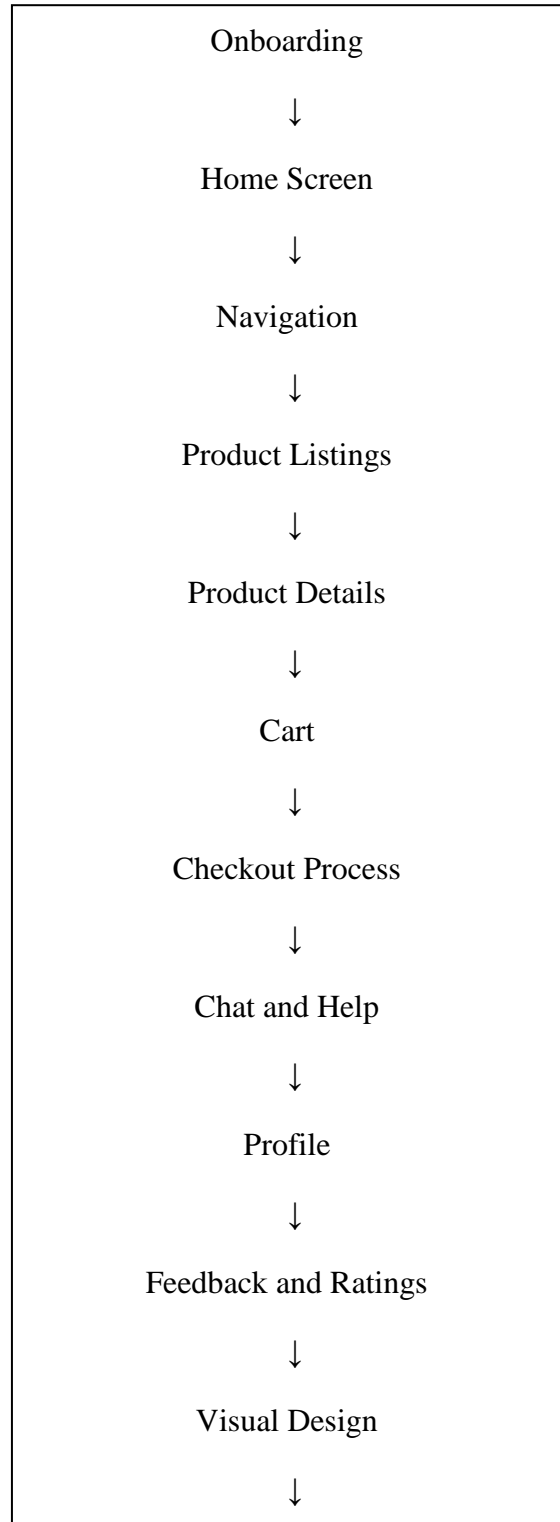 Onboarding
↓
Home Screen
↓
Navigation
↓
Product Listings
↓
Product Details
↓
Cart
↓
Checkout Process
↓
Chat and Help
↓
Profile
↓
Feedback and Ratings
↓
Visual Design
↓